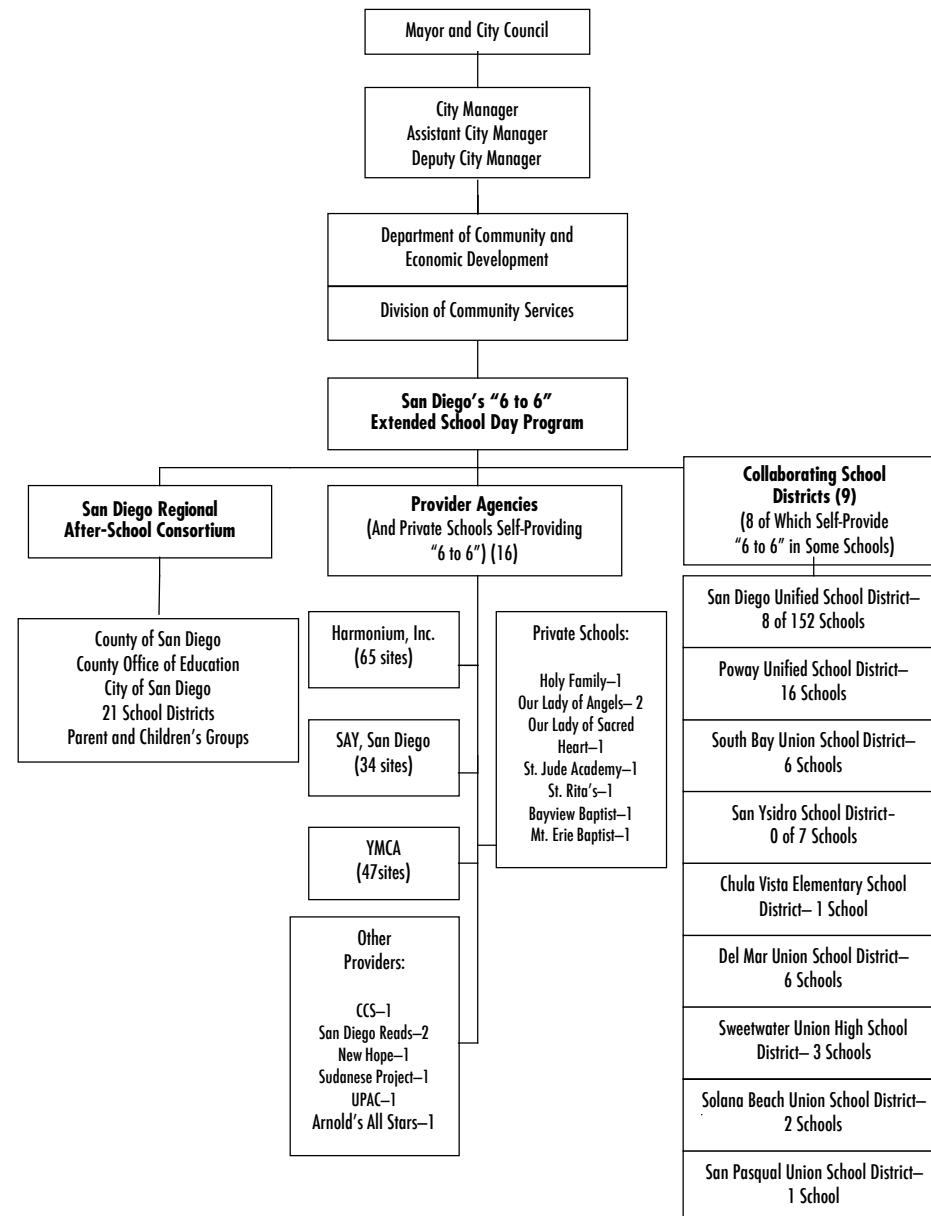 Mayor and City Council
City Manager
Assistant City Manager
Deputy City Manager
Department of Community and
Economic Development
Division of Community Services
San Diego’s “6 to 6”
Extended School Day Program
San Diego Regional
After-School Consortium
County of San Diego
County Office of Education
City of San Diego
21 School Districts
Parent and Children’s Groups
Provider Agencies
(And Private Schools Self-Providing
“6 to 6”) (16)
Harmonium, Inc.
(65 sites)
SAY, San Diego
(34 sites)
YMCA
(47sites)
Other
Providers:
CCS–1
San Diego Reads–2
New Hope–1
Sudanese Project–1
UPAC–1
Arnold’s All Stars–1
Private Schools:
Holy Family–1
Our Lady of Angels– 2
Our Lady of Sacred
Heart–1
St. Jude Academy–1
St. Rita’s–1
Bayview Baptist–1
Mt. Erie Baptist–1
Collaborating School
Districts (9)
(8 of Which Self-Provide
“6 to 6” in Some Schools)
San Diego Unified School District–
8 of 152 Schools
Poway Unified School District–
16 Schools
South Bay Union School District–
6 Schools
San Ysidro School District-
0 of 7 Schools
Chula Vista Elementary School
District– 1 School
Del Mar Union School District–
6 Schools
Sweetwater Union High School
District– 3 Schools
Solana Beach Union School District–
2 Schools
San Pasqual Union School District–
1 School